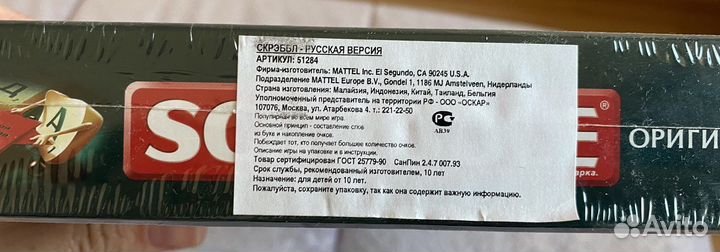 СКРЭББЛ - РУССКАЯ ВЕРСИЯ
АРТИКУЛ: 51284
Фирма-изготовитель: MATTEL Inc. El Segundo, CA 90245 U.S.A.
Подразделение MATTEL Europe B.V., Gondel 1, 1186 MJ Amstelveen, Нидерланды
Страна изготовления: Малайзия, Индонезия, Китай, Таиланд, Бельгия
Уполномоченный представитель на территории РФ - ООО -«ОСКАР»
107076, Москва, ул. Атарбекова 4. т.: 221-22-50
Популярная во всем мире игра.
Основной принцип - составление слов
из букв и накопление очков.
Побеждает тот, кто получает большее количество очков.
Описание игры на упаковке и в инструкции.
Товар сертифицирован ГОСТ 25779-90 СанПин 2.4.7 007.93
Срок службы, рекомендованный изготовителем, 10 лет
Назначение: для детей от 10 лет.
Пожалуйста, сохраните упаковку, так как она содержит важную информацию.
РС
АВ39
Д
А
SC
E®
ОРИГИ
арка.
Avito